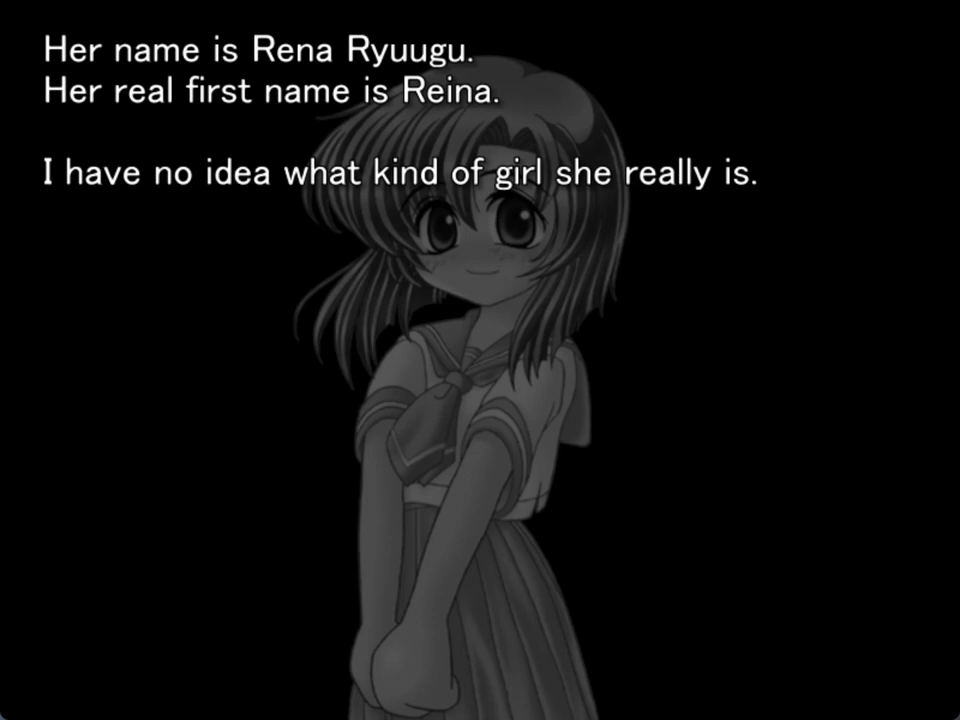 Her name is Rena Ryuugu.
Her real first name is Reina.
I have no idea what kind of girl she really is.